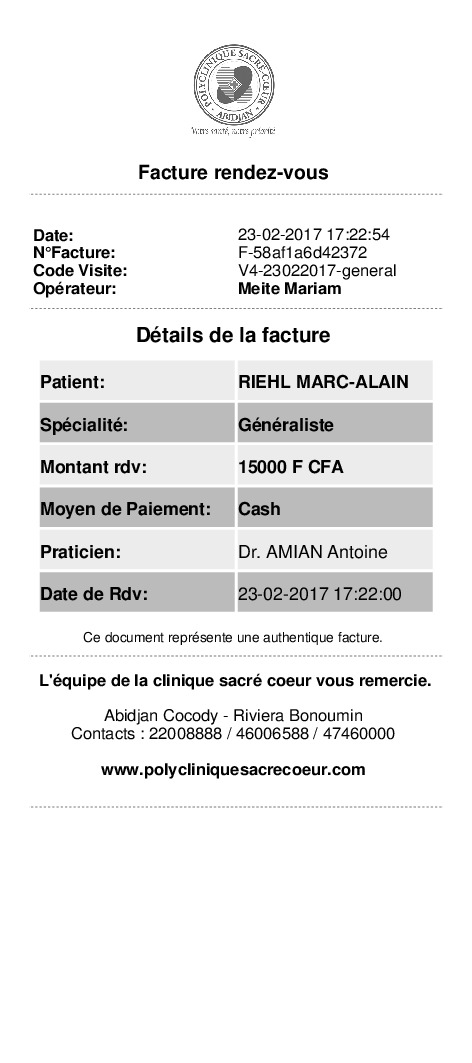 POLYCLINIQUE SACRE-CŒUR
ABIDJAN
Votre santé, notre priorité
Facture rendez-vous
Date: 23-02-2017 17:22:54
N°Facture: F-58af1a6d42372
Code Visite: V4-23022017-general
Opérateur: Meite Mariam
Détails de la facture
Patient: RIEHL MARC-ALAIN
Spécialité: Généraliste
Montant rdv: 15000 F CFA
Moyen de Paiement: Cash
Praticien: Dr. AMIAN Antoine
Date de Rdv: 23-02-2017 17:22:00
Ce document représente une authentique facture.
L'équipe de la clinique sacré coeur vous remercie.
Abidjan Cocody - Riviera Bonoumin
Contacts : 22008888 / 46006588 / 47460000
www.polycliniquesacrecoeur.com